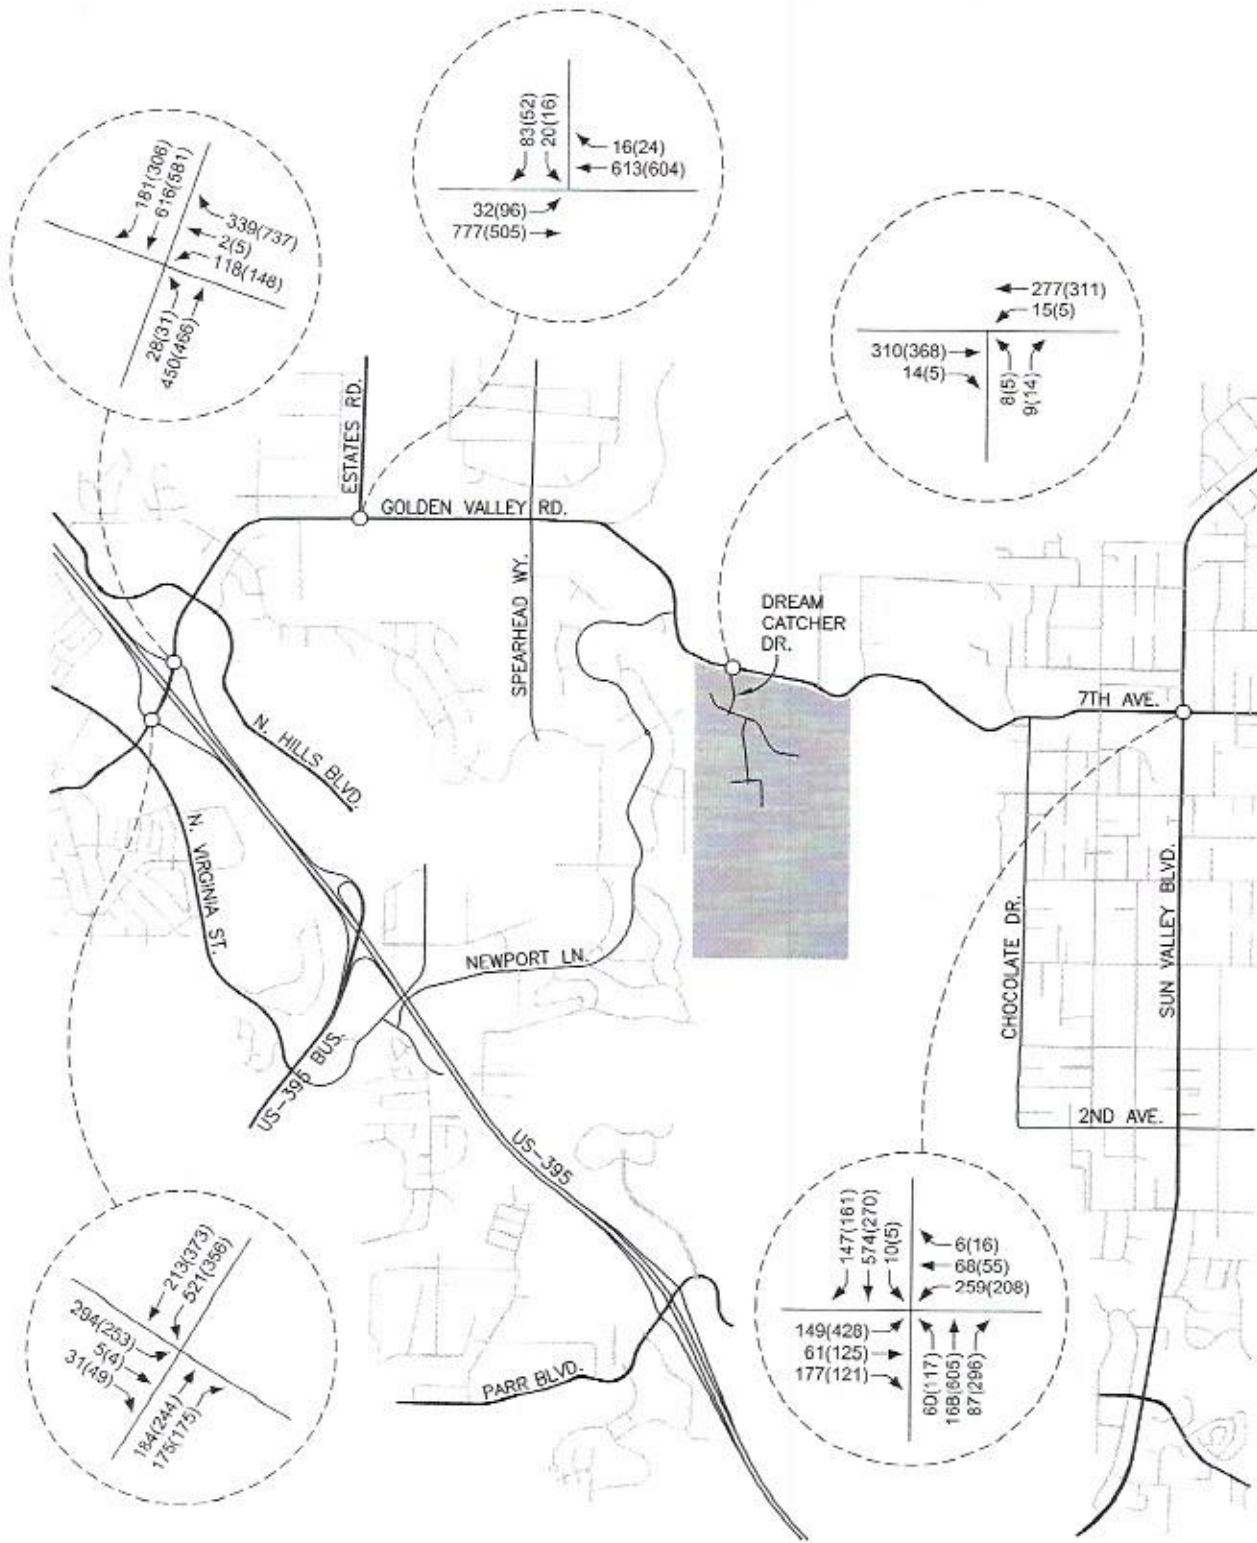 83(52)
20(16)
16(24)
613(604)
32(96)
777(505)
181(306)
616(581)
339(737)
2(5)
118(148)
28(31)
450(466)
277(311)
15(5)
310(368)
14(5)
8(5)
9(14)
ESTATES RD.
GOLDEN VALLEY RD.
SPEARHEAD WY.
DREAM
CATCHER
DR.
7TH AVE.
N. HILLS BLVD.
N. VIRGINIA ST.
NEWPORT LN.
CHOCOLATE DR.
SUN VALLEY BLVD.
US-395 BUS.
2ND AVE.
US-395
PARR BLVD.
213(373)
521(356)
294(253)
5(4)
31(49)
184(244)
175(175)
147(161)
574(270)
10(5)
6(16)
68(55)
259(208)
149(428)
61(125)
177(121)
60(117)
168(605)
87(296)